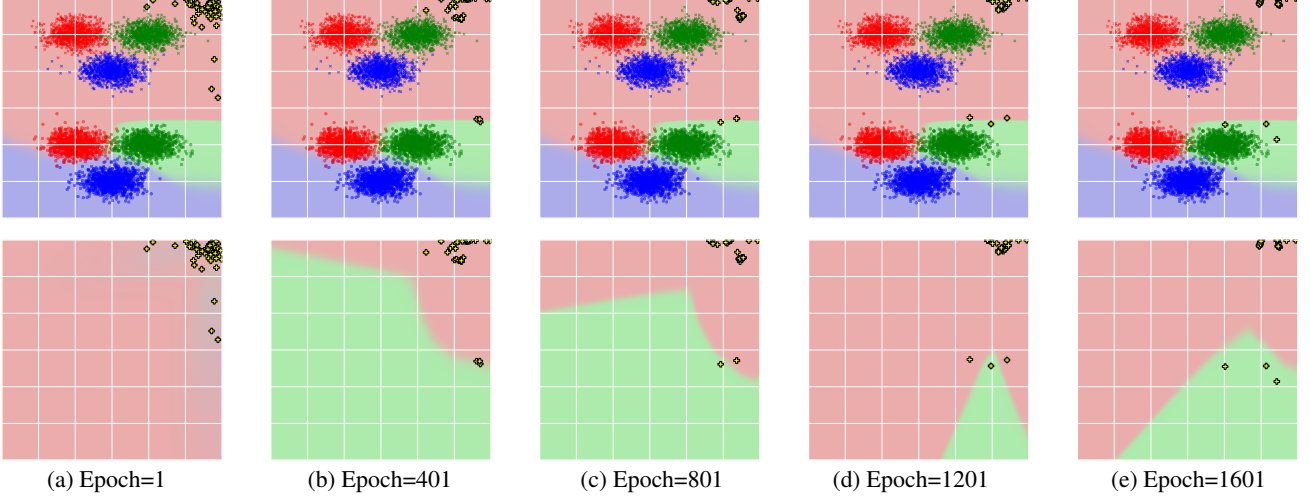 (a) Epoch=1
(b) Epoch=401
(c) Epoch=801
(d) Epoch=1201
(e) Epoch=1601